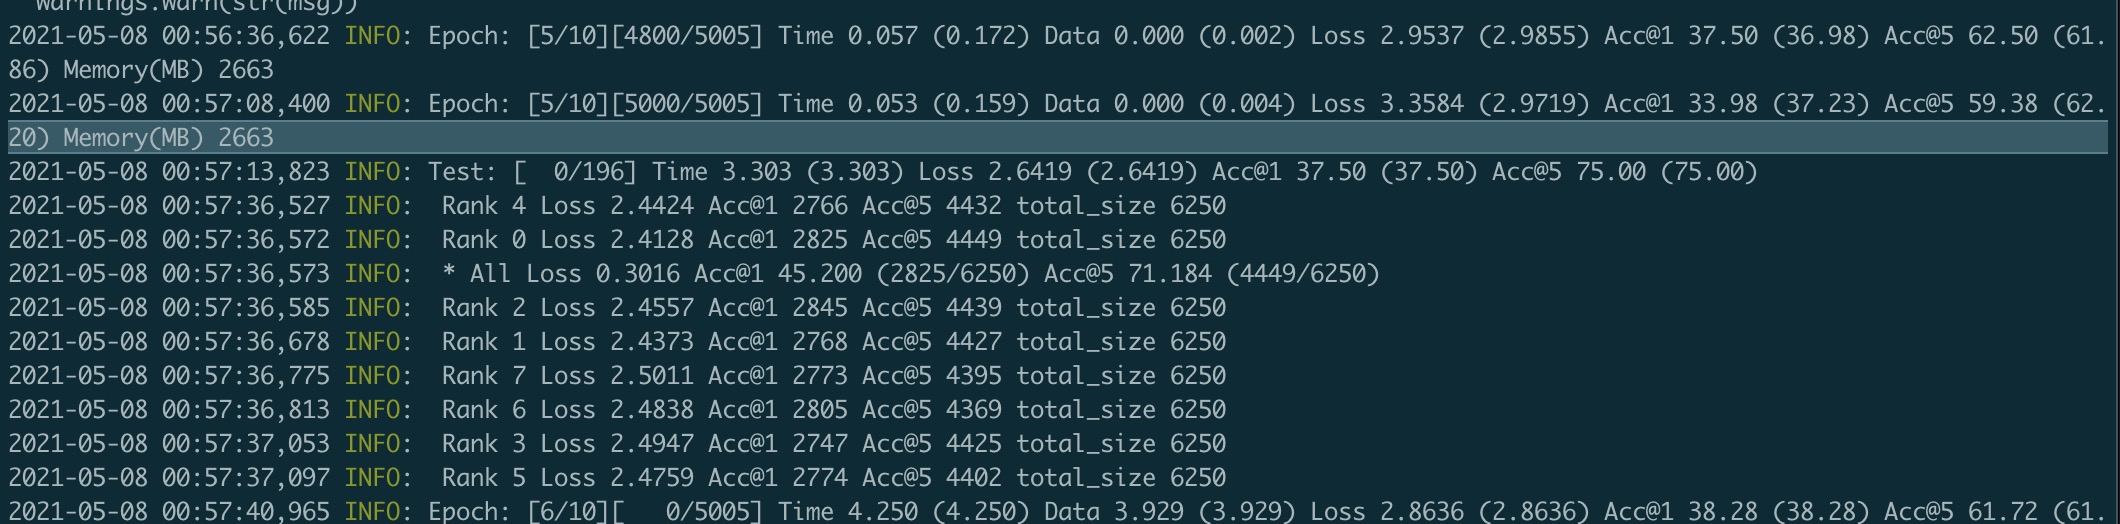 warnings.warn(str(msg))
2021-05-08 00:56:36,622 INFO: Epoch: [5/10][4800/5005] Time 0.057 (0.172) Data 0.000 (0.002) Loss 2.9537 (2.9855) Acc@1 37.50 (36.98) Acc@5 62.50 (61.
86) Memory(MB) 2663
2021-05-08 00:57:08,400 INFO: Epoch: [5/10][5000/5005] Time 0.053 (0.159) Data 0.000 (0.004) Loss 3.3584 (2.9719) Acc@1 33.98 (37.23) Acc@5 59.38 (62.
20) Memory(MB) 2663
2021-05-08 00:57:13,823 INFO: Test: [  0/196] Time 3.303 (3.303) Loss 2.6419 (2.6419) Acc@1 37.50 (37.50) Acc@5 75.00 (75.00)
2021-05-08 00:57:36,527 INFO:  Rank 4 Loss 2.4424 Acc@1 2766 Acc@5 4432 total_size 6250
2021-05-08 00:57:36,572 INFO:  Rank 0 Loss 2.4128 Acc@1 2825 Acc@5 4449 total_size 6250
2021-05-08 00:57:36,573 INFO:  * All Loss 0.3016 Acc@1 45.200 (2825/6250) Acc@5 71.184 (4449/6250)
2021-05-08 00:57:36,585 INFO:  Rank 2 Loss 2.4557 Acc@1 2845 Acc@5 4439 total_size 6250
2021-05-08 00:57:36,678 INFO:  Rank 1 Loss 2.4373 Acc@1 2768 Acc@5 4427 total_size 6250
2021-05-08 00:57:36,775 INFO:  Rank 7 Loss 2.5011 Acc@1 2773 Acc@5 4395 total_size 6250
2021-05-08 00:57:36,813 INFO:  Rank 6 Loss 2.4838 Acc@1 2805 Acc@5 4369 total_size 6250
2021-05-08 00:57:37,053 INFO:  Rank 3 Loss 2.4947 Acc@1 2747 Acc@5 4425 total_size 6250
2021-05-08 00:57:37,097 INFO:  Rank 5 Loss 2.4759 Acc@1 2774 Acc@5 4402 total_size 6250
2021-05-08 00:57:40,965 INFO: Epoch: [6/10][   0/5005] Time 4.250 (4.250) Data 3.929 (3.929) Loss 2.8636 (2.8636) Acc@1 38.28 (38.28) Acc@5 61.72 (61.